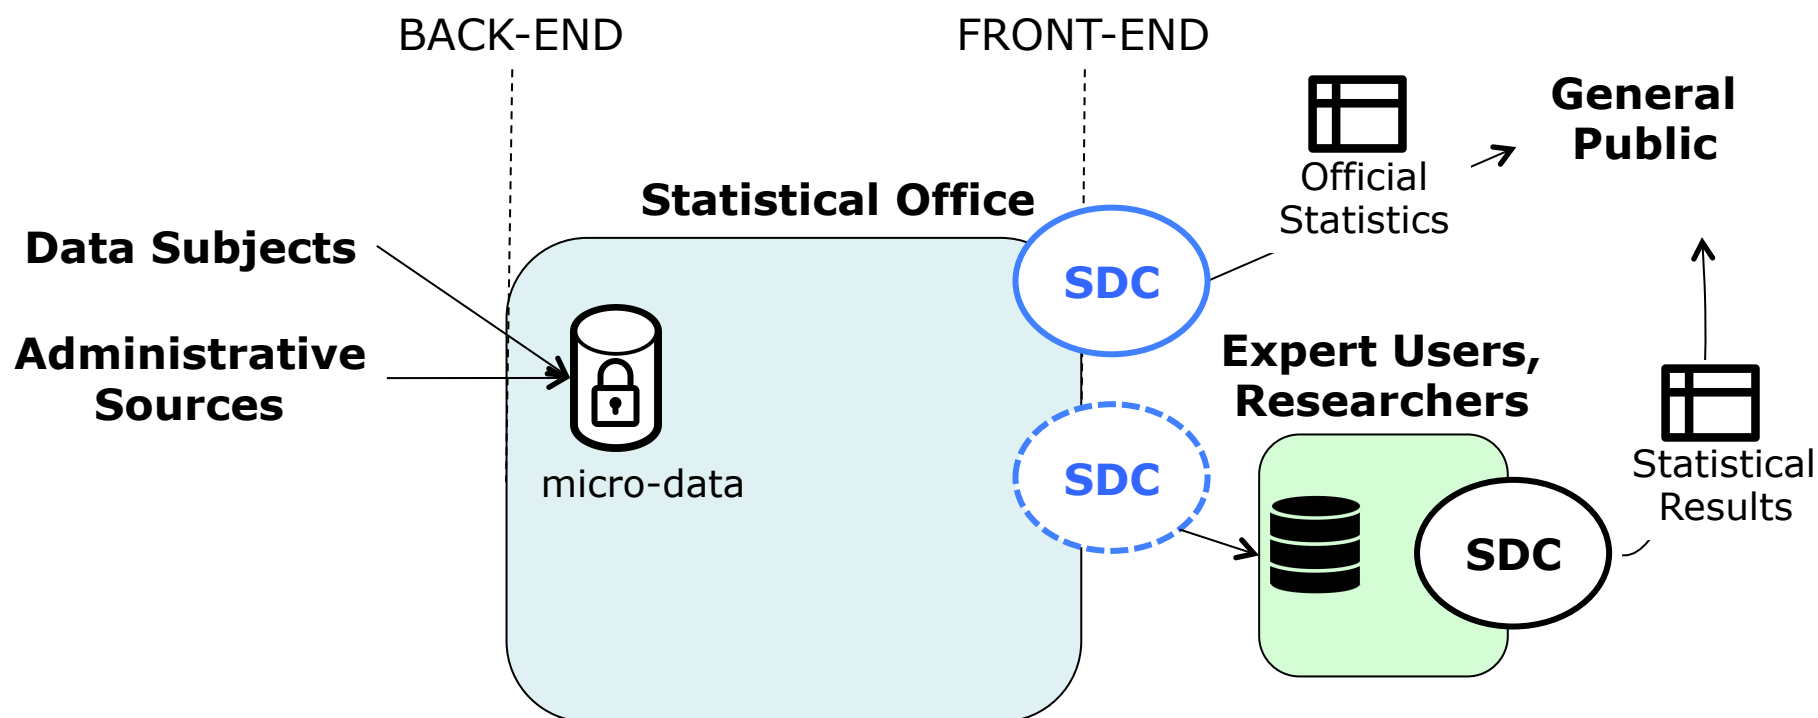 BACK-END
FRONT-END
General
Public
Official
Statistics
Statistical Office
Data Subjects
SDC
Administrative
Sources
Expert Users,
Researchers
micro-data
SDC
Statistical
Results
SDC